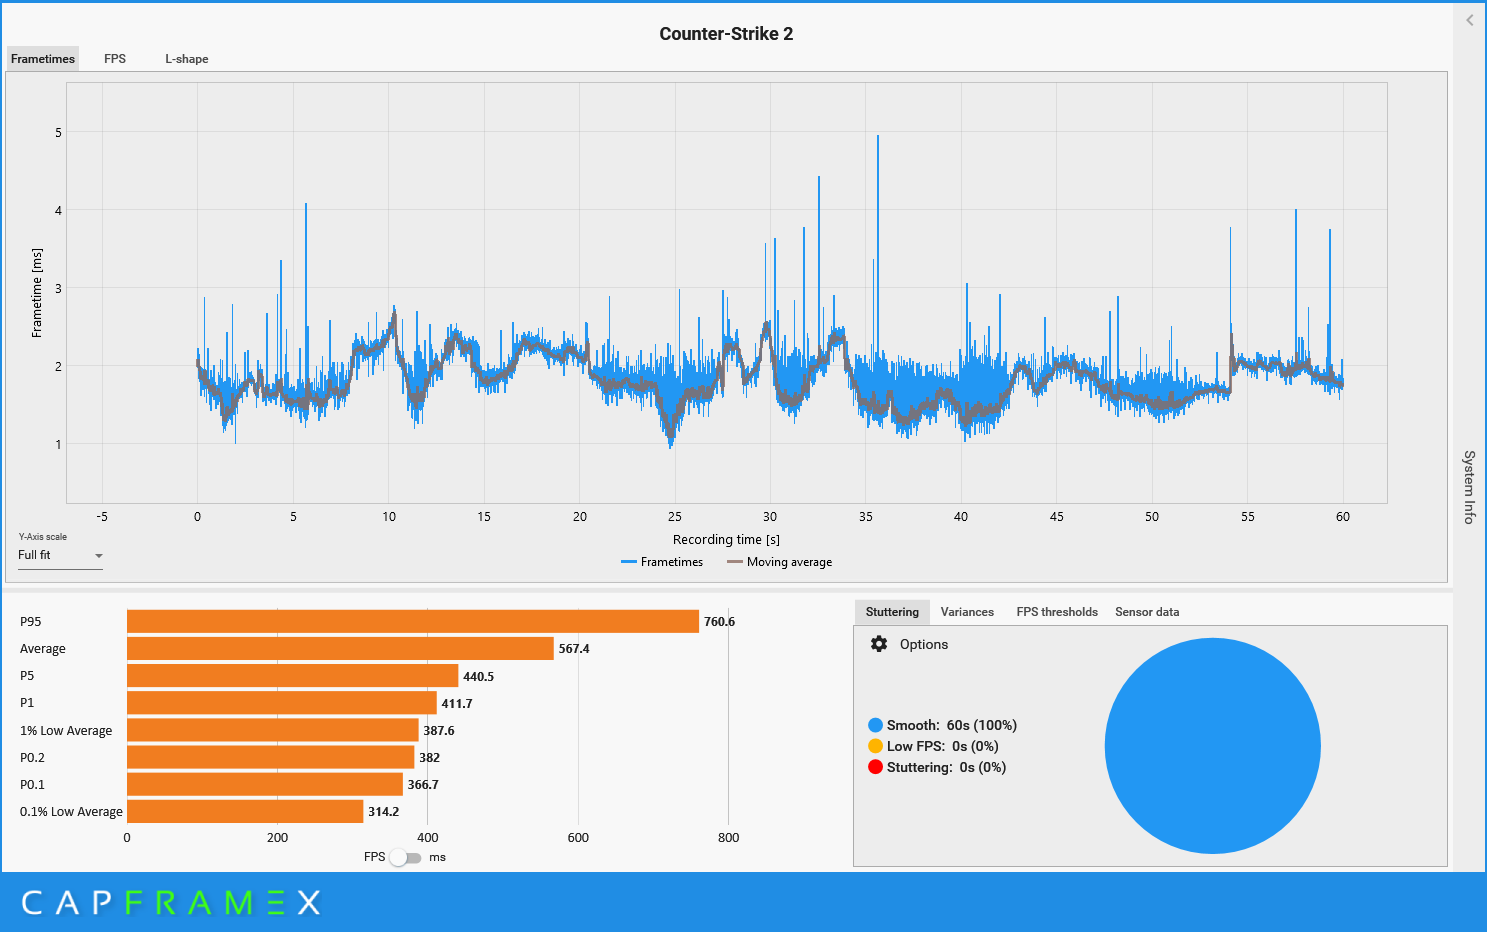 Counter-Strike 2
Frametimes FPS L-shape
5
4
3
2
1
Frametime [ms]
-5 0 5 10 15 20 25 30 35 40 45 50 55 60
Recording time [s]
Frametimes Moving average
Y-Axis scale
Full fit
System Info
P95 760.6
Average 567.4
P5 440.5
P1 411.7
1% Low Average 387.6
P0.2 382
P0.1 366.7
0.1% Low Average 314.2
0 200 400 600 800
FPS ms
Stuttering Variances FPS thresholds Sensor data
Options
Smooth: 60s (100%)
Low FPS: 0s (0%)
Stuttering: 0s (0%)
CAPFRAMEX